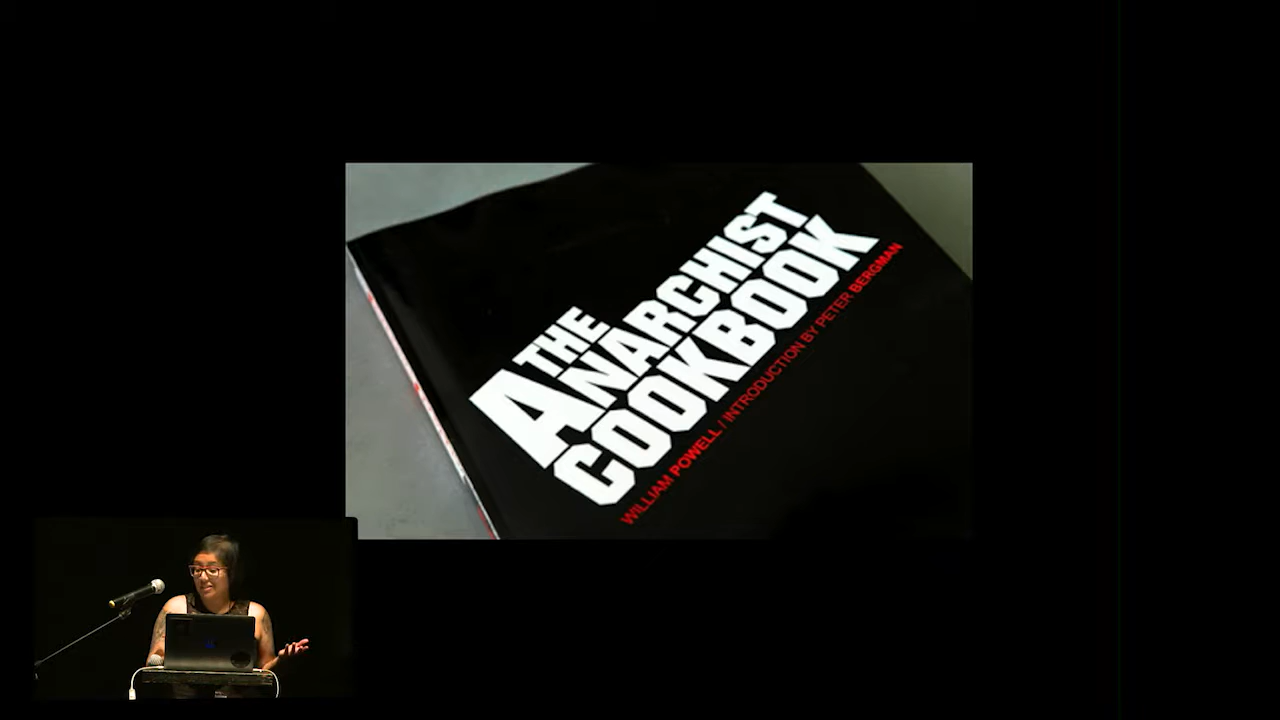 THE
ANARCHIST
COOKBOOK
WILLIAM POWELL / INTRODUCTION BY PETER BERGMAN